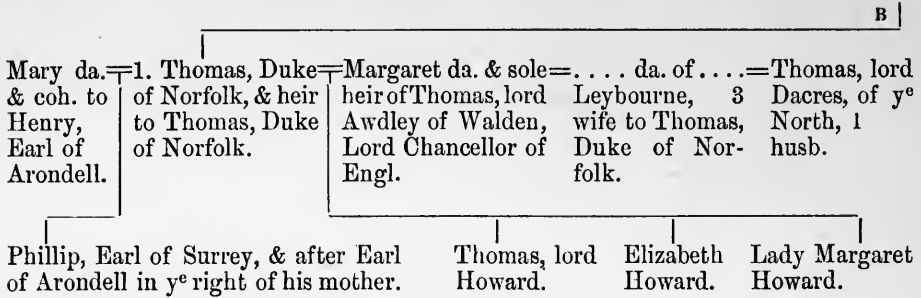 B
Mary da.=1. Thomas, Duke=Margaret da. & sole=.... da. of....=Thomas, lord
& coh. to of Norfolk, & heir heir of Thomas, lord Leybourne, 3 Dacres, of yᵉ
Henry, to Thomas, Duke Awdley of Walden, wife to Thomas, North, 1
Earl of of Norfolk. Lord Chancellor of Duke of Nor- husb.
Arondell. Engl. folk.
Phillip, Earl of Surrey, & after Earl Thomas, lord Elizabeth Lady Margaret
of Arondell in yᵉ right of his mother. Howard. Howard. Howard.